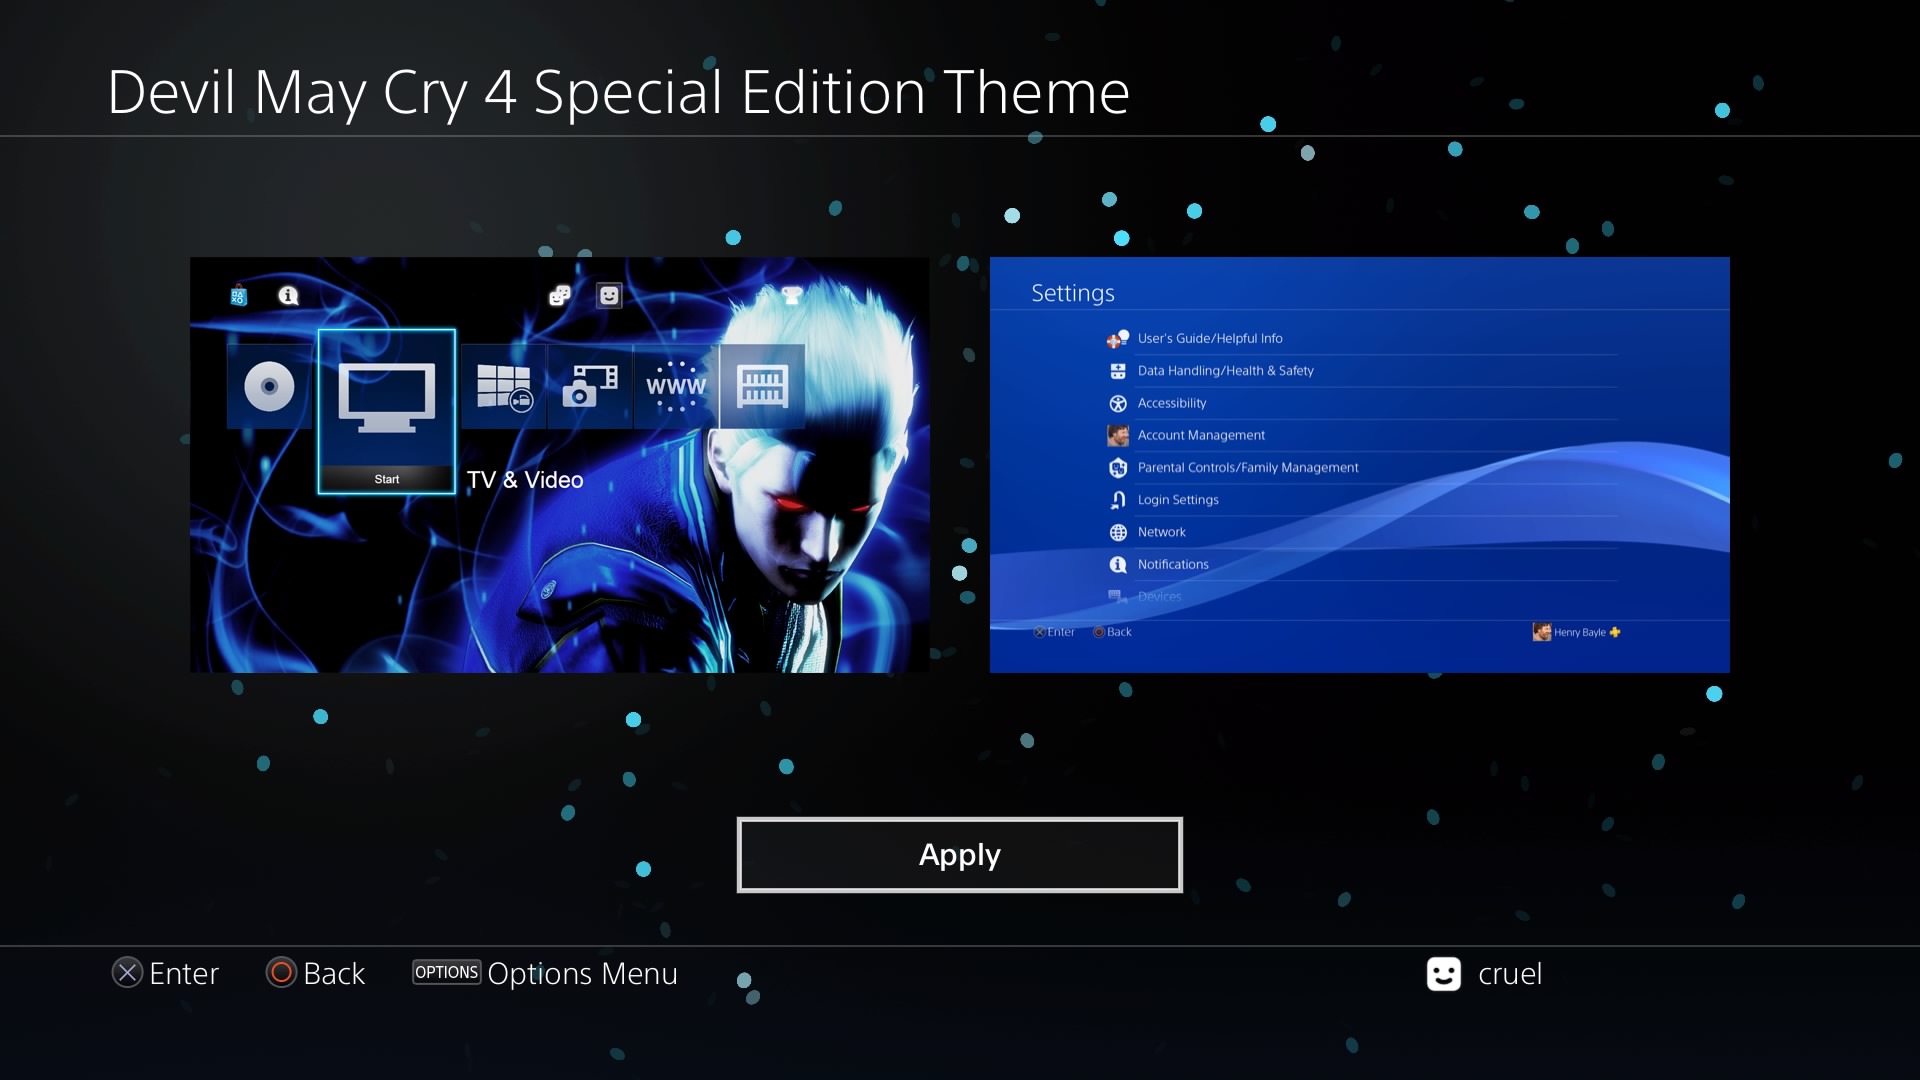 Devil May Cry 4 Special Edition Theme
Start
TV & Video
WWW
Settings
User's Guide/Helpful Info
Data Handling/Health & Safety
Accessibility
Account Management
Parental Controls/Family Management
Login Settings
Network
Notifications
Devices
Enter
Back
Henry Bayle
Apply
Enter
Back
OPTIONS Options Menu
cruel